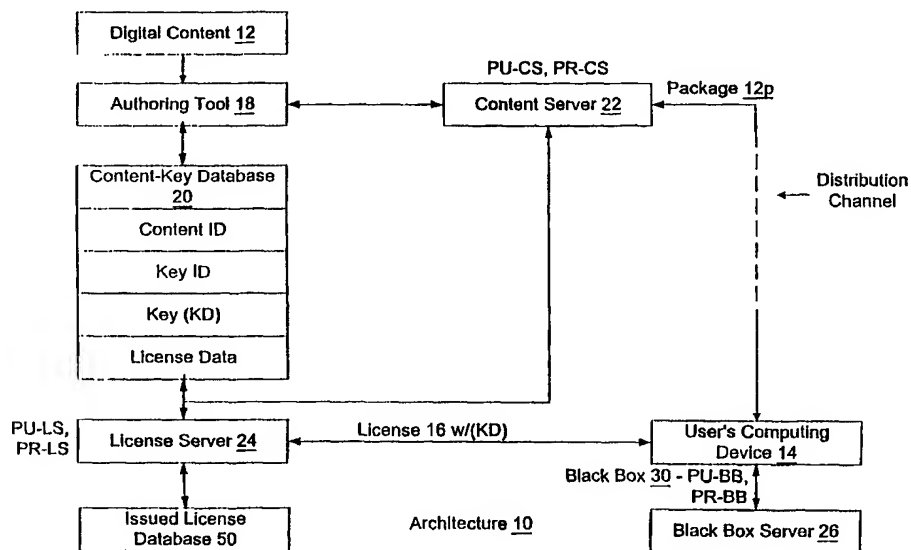 Digital Content 12
Authoring Tool 18
PU-CS, PR-CS
Content Server 22
Package 12p
Distribution
Channel
Content-Key Database
20
Content ID
Key ID
Key (KD)
License Data
PU-LS,
PR-LS
License Server 24
License 16 w/(KD)
User's Computing
Device 14
Black Box 30 - PU-BB,
PR-BB
Issued License
Database 50
Architecture 10
Black Box Server 26